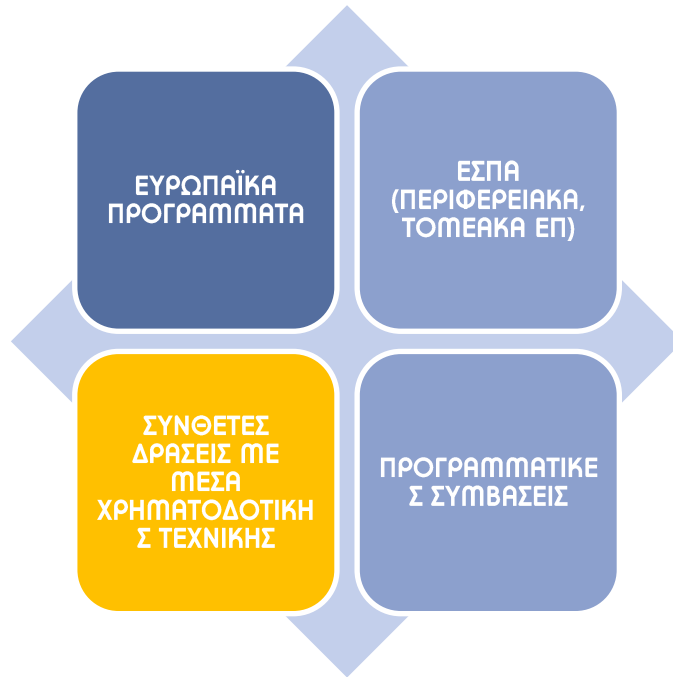 ΕΥΡΩΠΑΪΚΑ
ΠΡΟΓΡΑΜΜΑΤΑ
ΕΣΠΑ
(ΠΕΡΙΦΕΡΕΙΑΚΑ,
ΤΟΜΕΑΚΑ ΕΠ)
ΣΥΝΘΕΤΕΣ
ΔΡΑΣΕΙΣ ΜΕ
ΜΕΣΑ
ΧΡΗΜΑΤΟΔΟΤΙΚΗ
Σ ΤΕΧΝΙΚΗΣ
ΠΡΟΓΡΑΜΜΑΤΙΚΕ
Σ ΣΥΜΒΑΣΕΙΣ